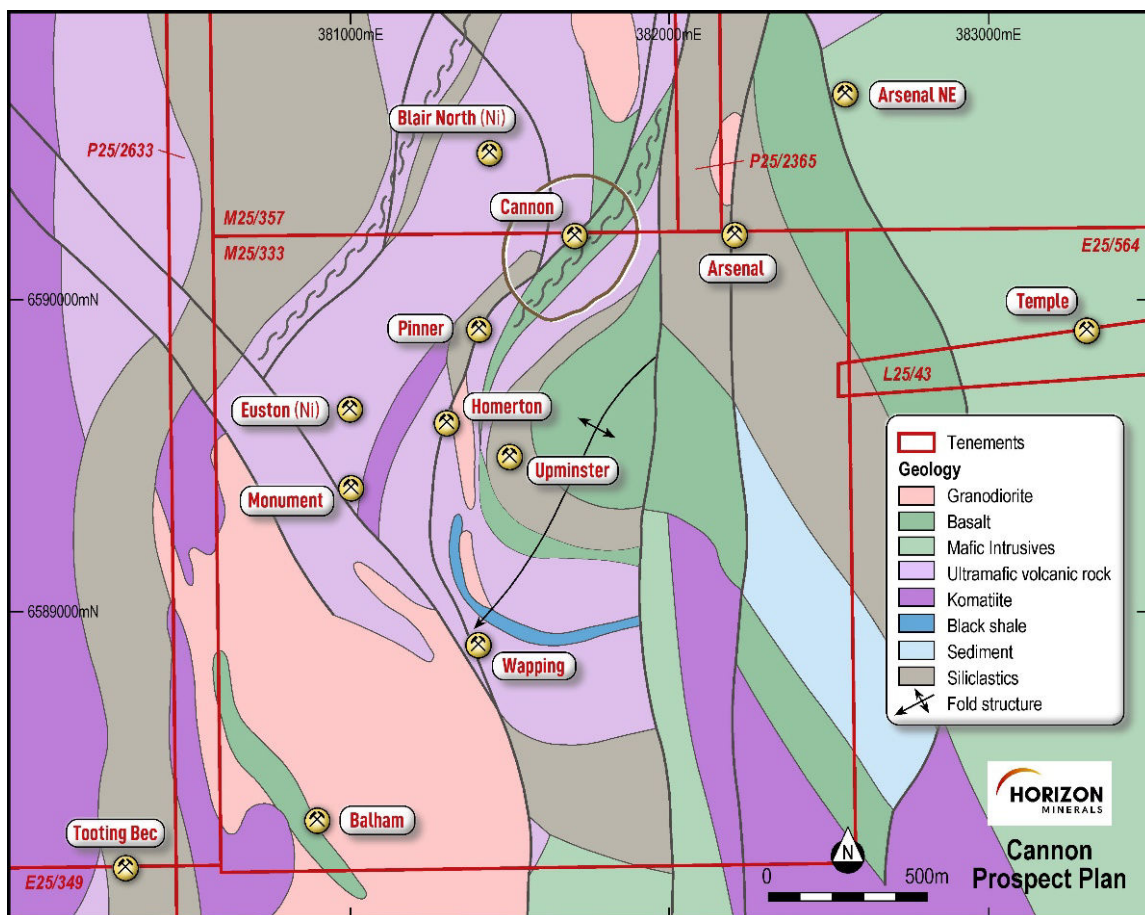 381000mE
382000mE
383000mE
Arsenal NE
Blair North (Ni)
P25/2633
P25/2365
Cannon
M25/357
M25/333
Arsenal
E25/564
6590000mN
Temple
Pinner
L25/43
Euston (Ni)
Homerton
Upminster
Monument
Tenements
Geology
Granodiorite
Basalt
Mafic Intrusives
Ultramafic volcanic rock
Komatiite
Black shale
Sediment
Siliclastics
Fold structure
6589000mN
Wapping
HORIZON
MINERALS
Balham
Tooting Bec
E25/349
N
0 500m
Cannon
Prospect Plan